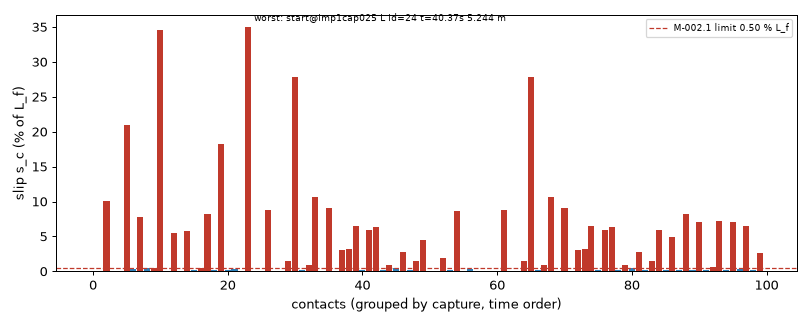 worst: start@imp1cap025 L id=24 t=40.37s 5.244 m
M-002.1 limit 0.50 % L_f
slip s_c (% of L_f)
35
30
25
20
15
10
5
0
0 20 40 60 80 100
contacts (grouped by capture, time order)